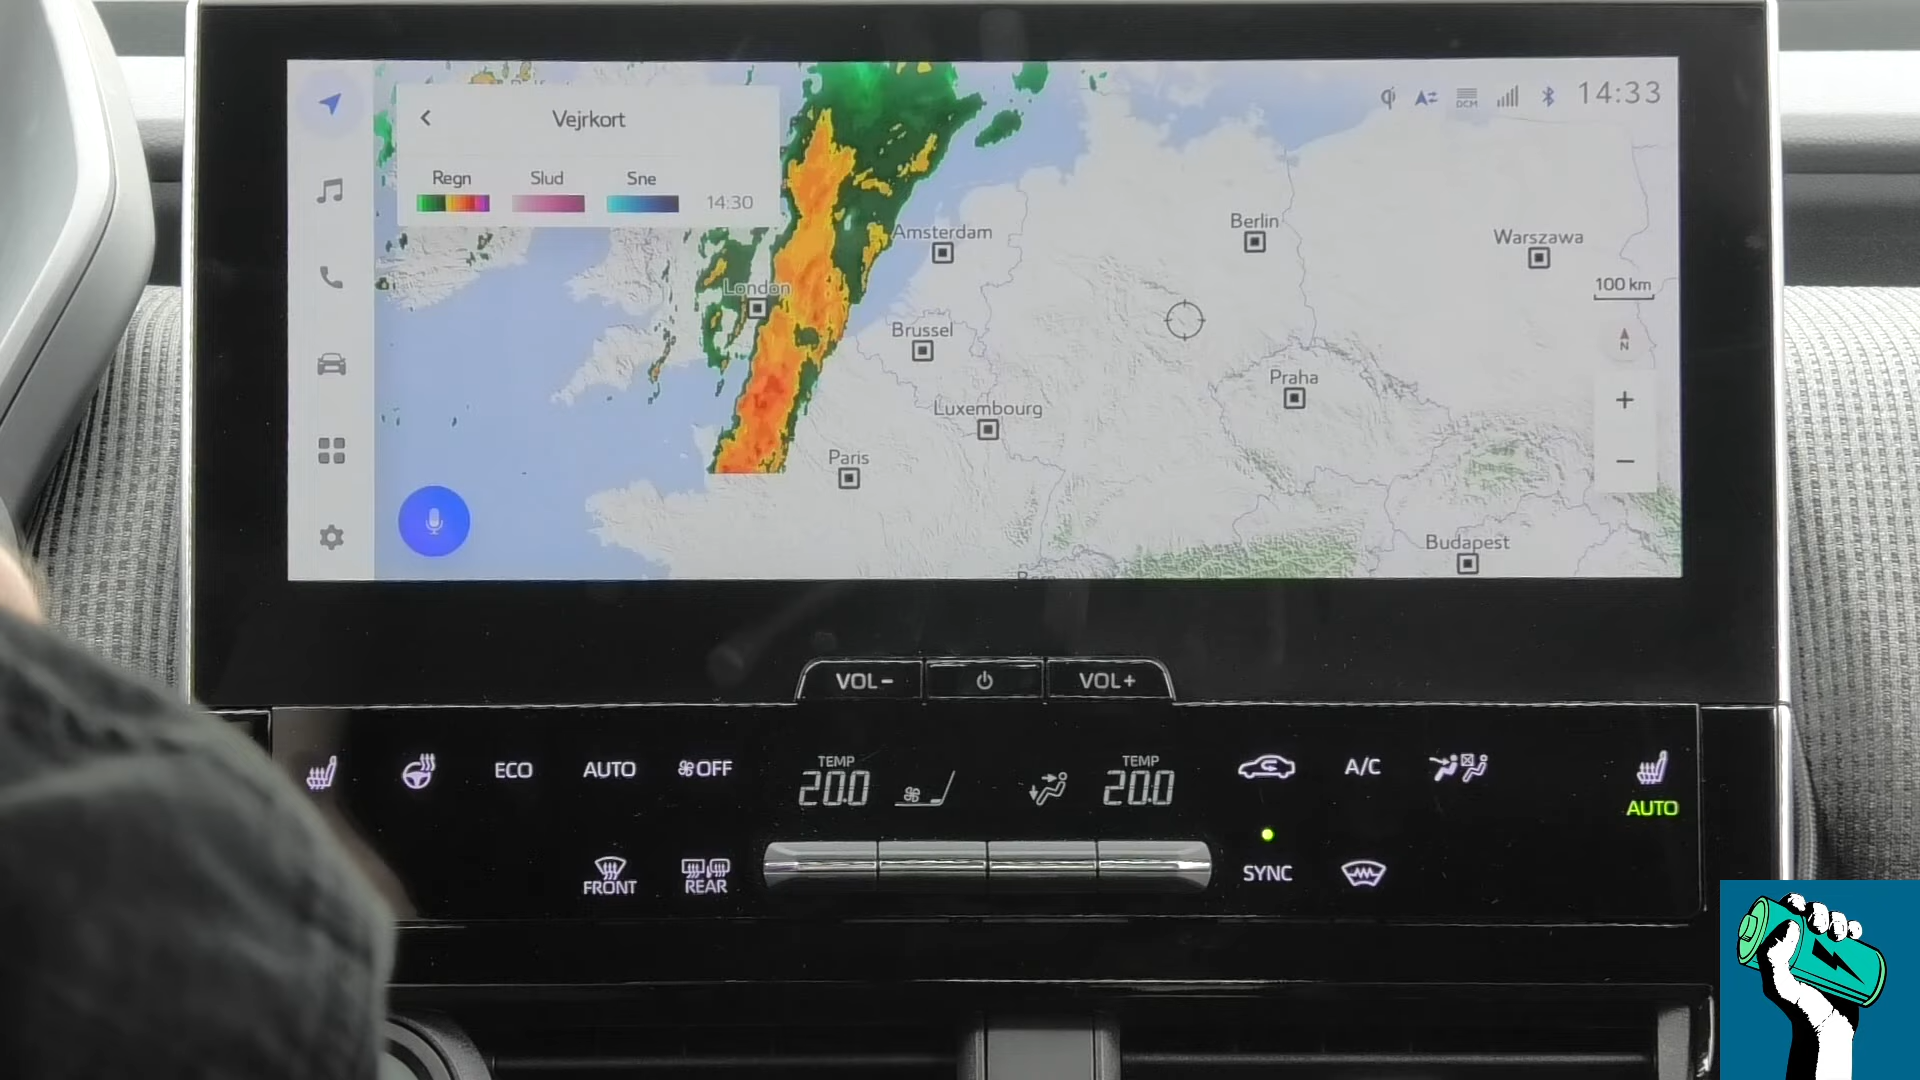 14:33
DCM
Vejrkort
Regn
Slud
Sne
14:30
Amsterdam
Berlin
Warszawa
100 km
N
London
Brussel
Praha
Luxembourg
Paris
Budapest
VOL-
VOL+
ECO
AUTO
OFF
TEMP
20.0
TEMP
20.0
A/C
AUTO
FRONT
REAR
SYNC